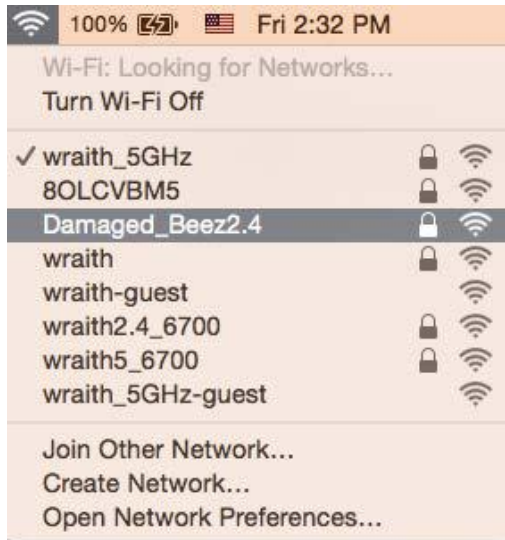 100% Fri 2:32 PM
Wi-Fi: Looking for Networks...
Turn Wi-Fi Off
wraith_5GHz
8OLCVBM5
Damaged_Beez2.4
wraith
wraith-guest
wraith2.4_6700
wraith5_6700
wraith_5GHz-guest
Join Other Network...
Create Network...
Open Network Preferences...